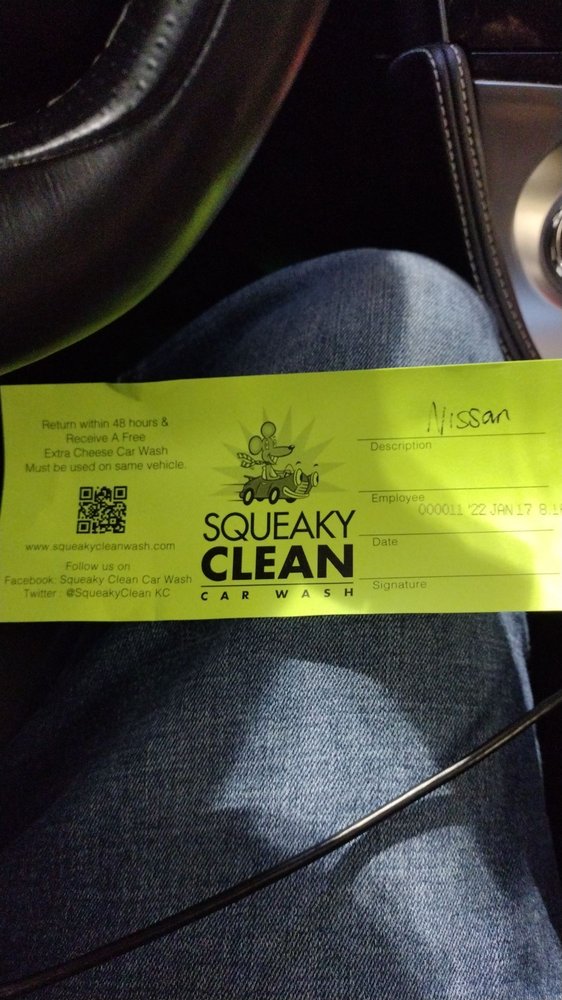 Return within 48 hours &
Receive A Free
Extra Cheese Car Wash
Must be used on same vehicle.
www.squeakycleanwash.com
Follow us on
Facebook: Squeaky Clean Car Wash
Twitter : @SqueakyClean KC
SQUEAKY
CLEAN
CAR WASH
Nissan
Description
Employee
000011 '22 JAN 17
Date
Signature